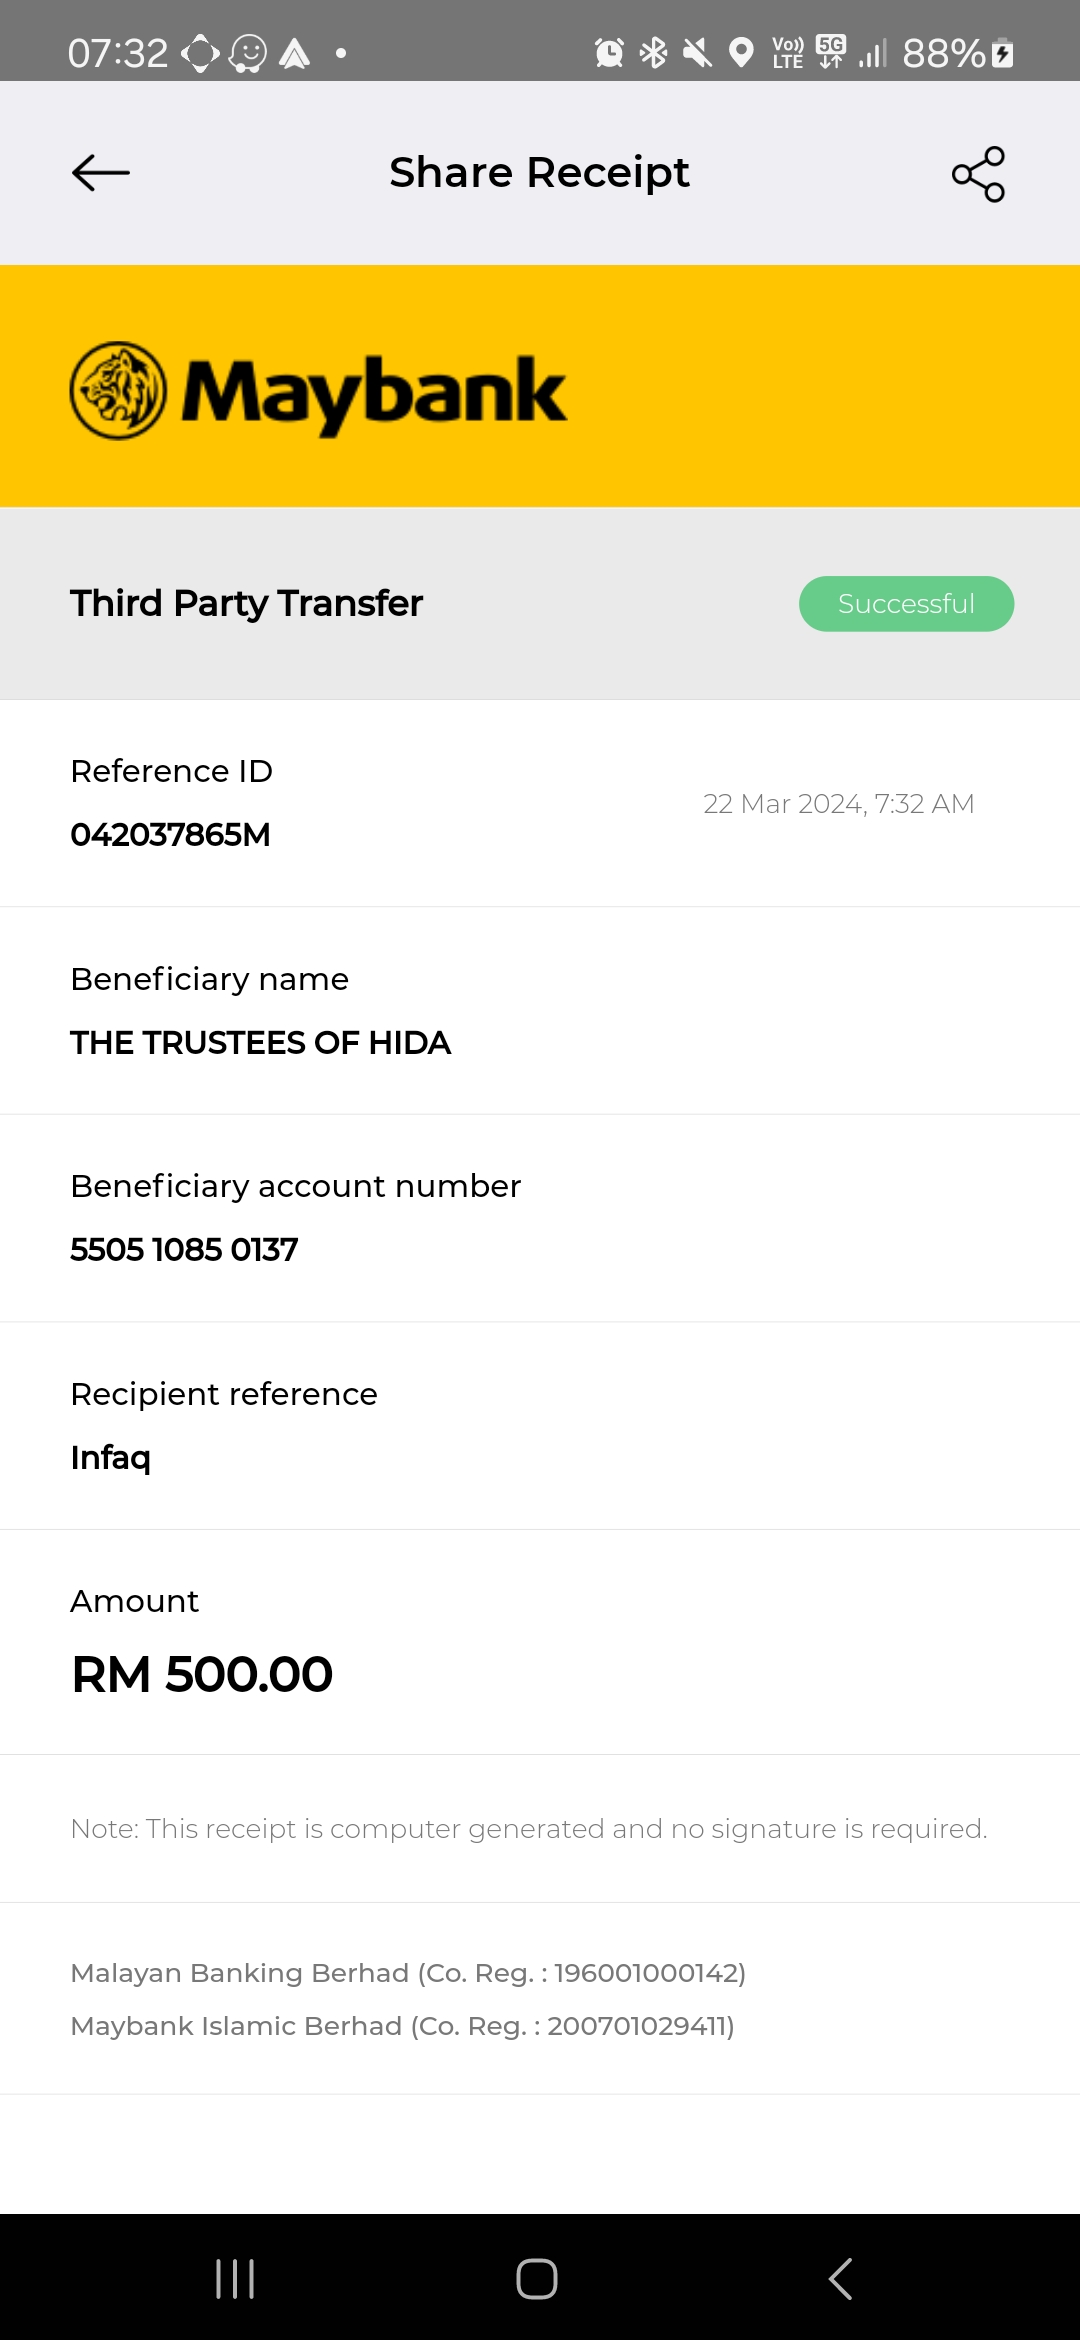 07:32
Vo)) LTE 5G 88%
Share Receipt
Maybank
Third Party Transfer
Successful
Reference ID
042037865M
22 Mar 2024, 7:32 AM
Beneficiary name
THE TRUSTEES OF HIDA
Beneficiary account number
5505 1085 0137
Recipient reference
Infaq
Amount
RM 500.00
Note: This receipt is computer generated and no signature is required.
Malayan Banking Berhad (Co. Reg. : 196001000142)
Maybank Islamic Berhad (Co. Reg. : 200701029411)